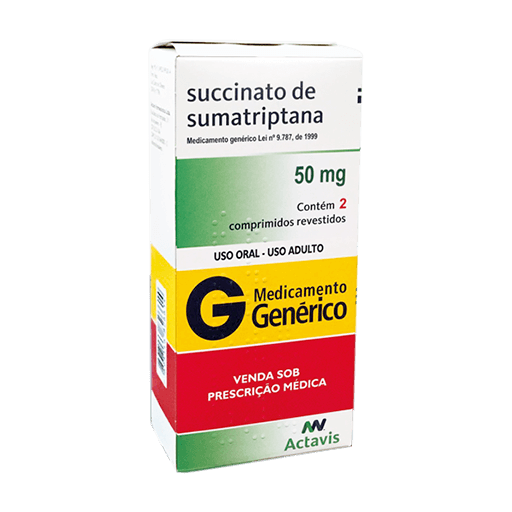 succinato de
sumatriptana
Medicamento genérico Lei nº 9.787, de 1999
50 mg
Contém 2
comprimidos revestidos
USO ORAL - USO ADULTO
G Medicamento
Genérico
VENDA SOB
PRESCRIÇÃO MÉDICA
Actavis